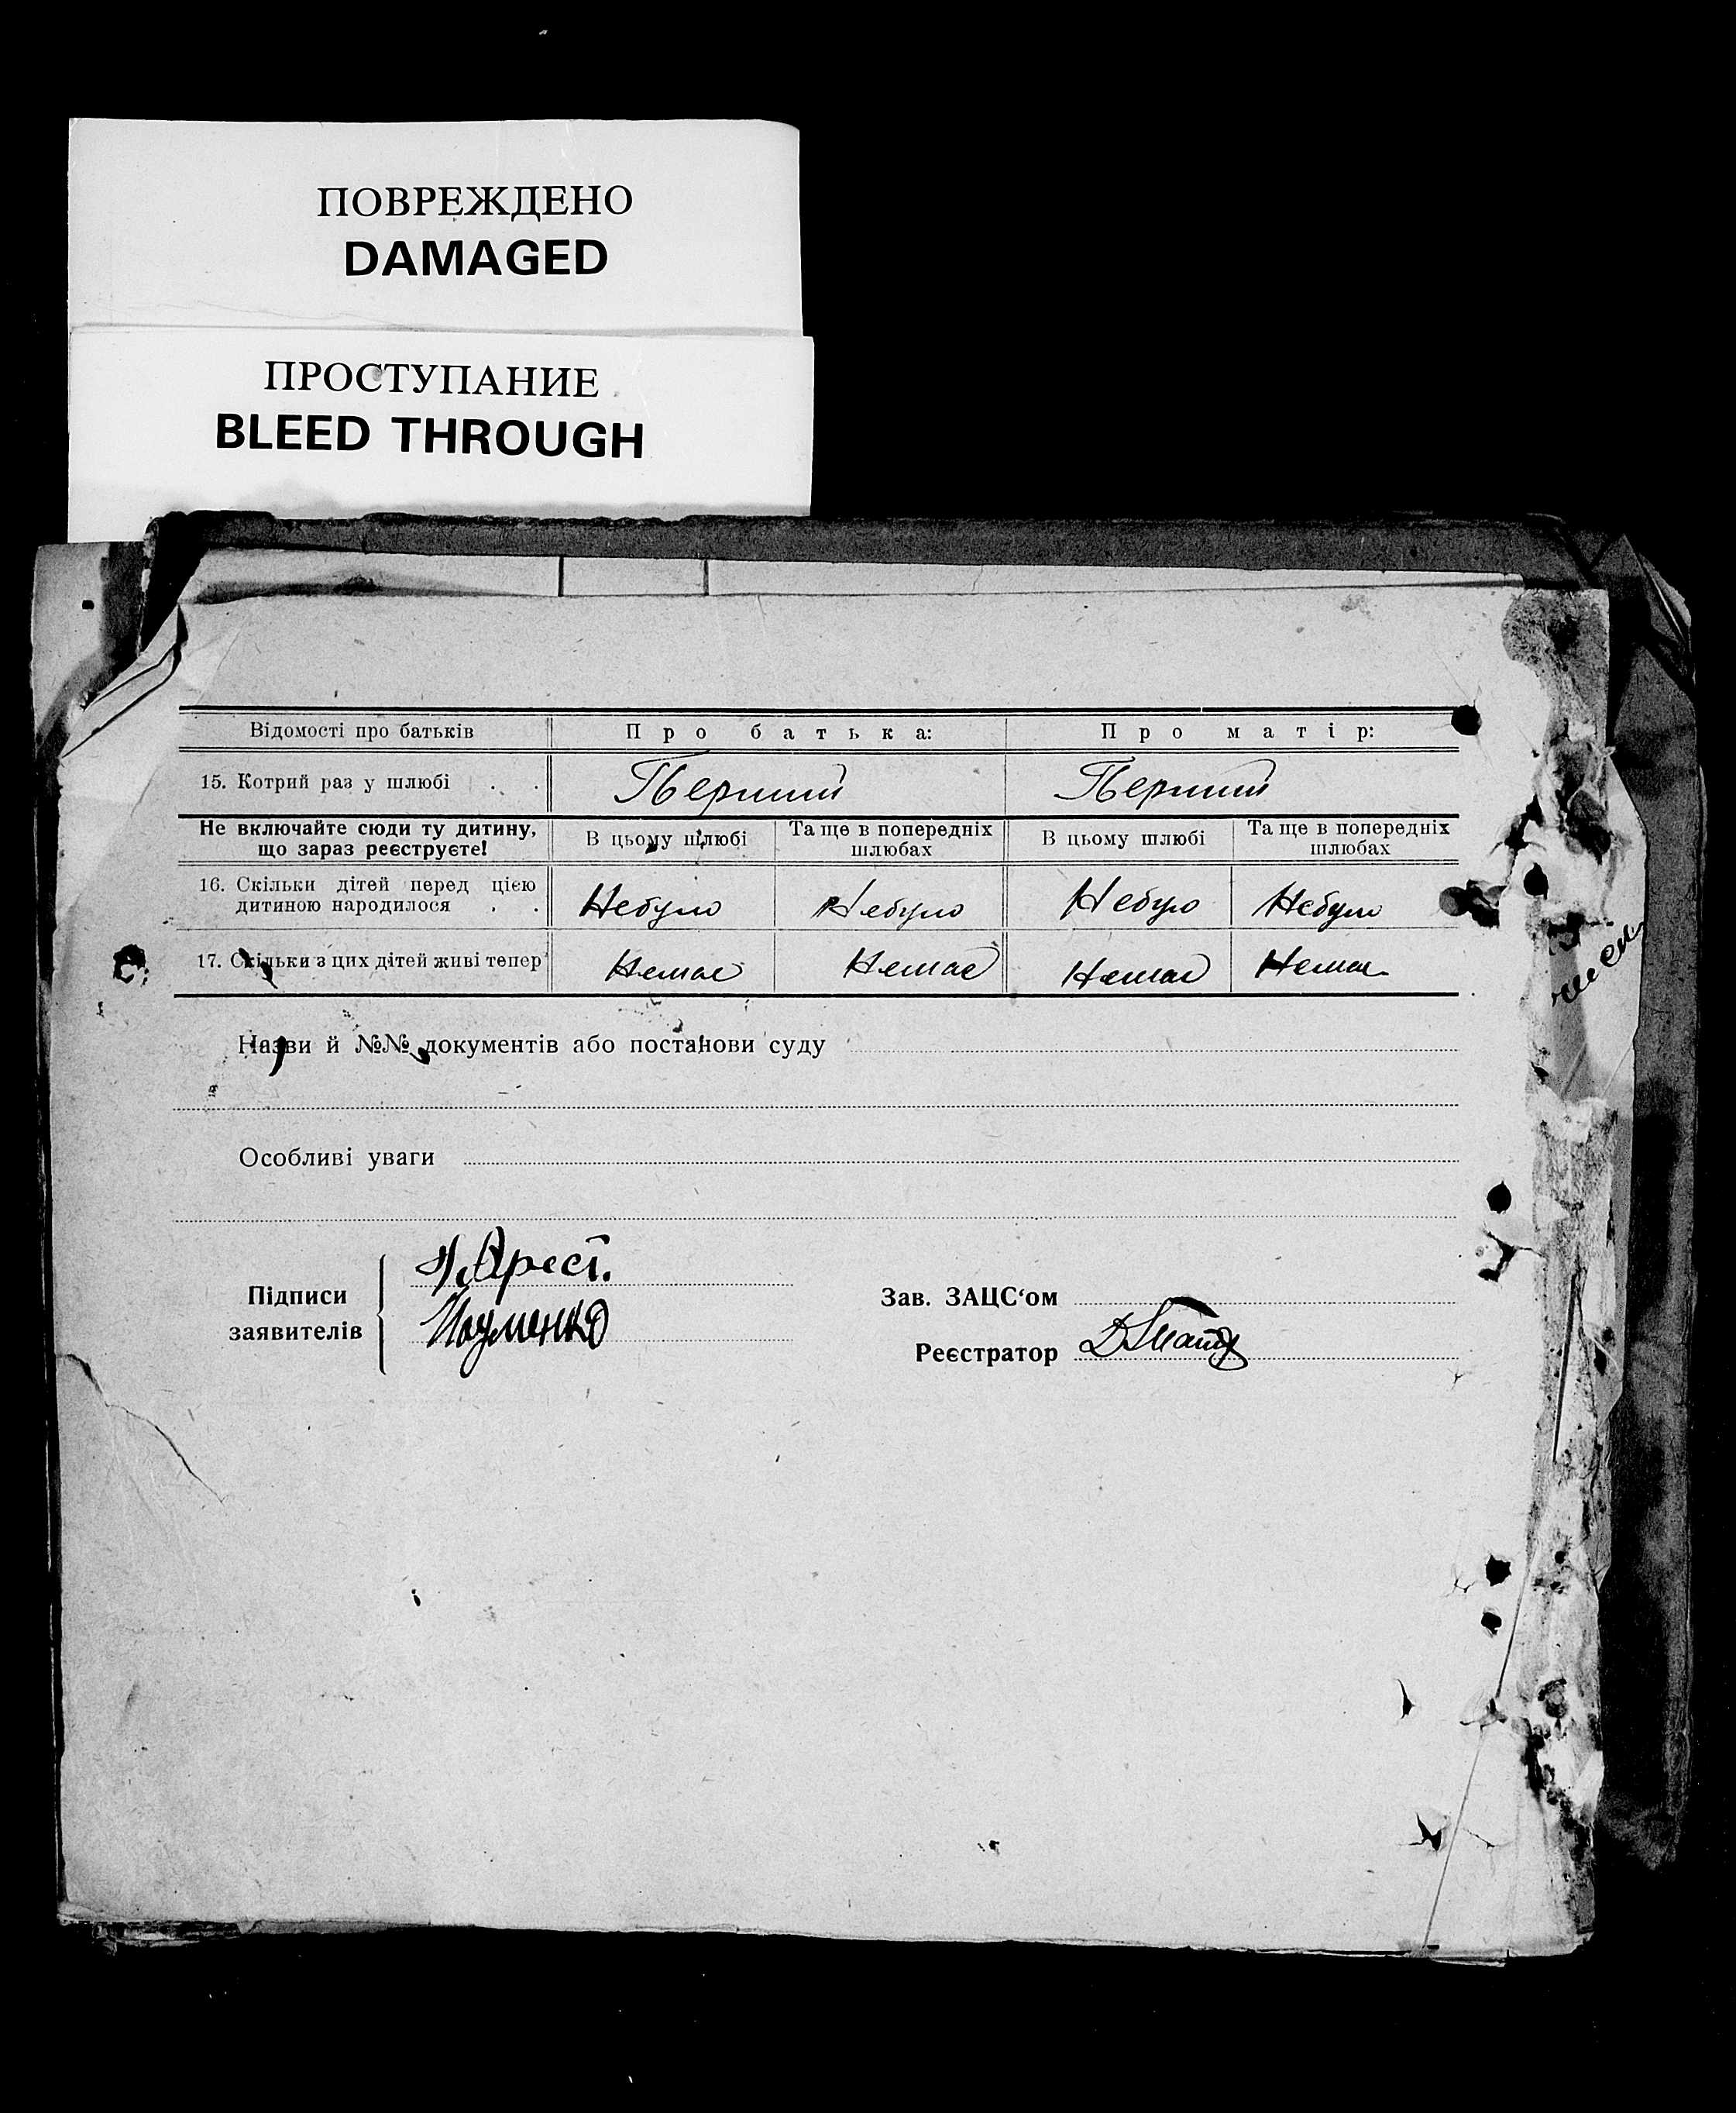 ПОВРЕЖДЕНО
DAMAGED
ПРОСТУПАНИЕ
BLEED THROUGH
Відомості про батьків Про батька: Про матір:
15. Котрий раз у шлюбі . . Перший Перший
Не включайте сюди ту дитину, що зараз реєструєте! В цьому шлюбі Та ще в попередніх шлюбах В цьому шлюбі Та ще в попередніх шлюбах
16. Скільки дітей перед цією дитиною народилося . . Небуло Небуло Небуло Небуло
17. Скільки з цих дітей живі тепер Немає Немає Немає Немає
Назви й №№ документів або постанови суду
Особливі уваги
Підписи заявителів
Науменко
Зав. ЗАЦС‘ом
Реєстратор